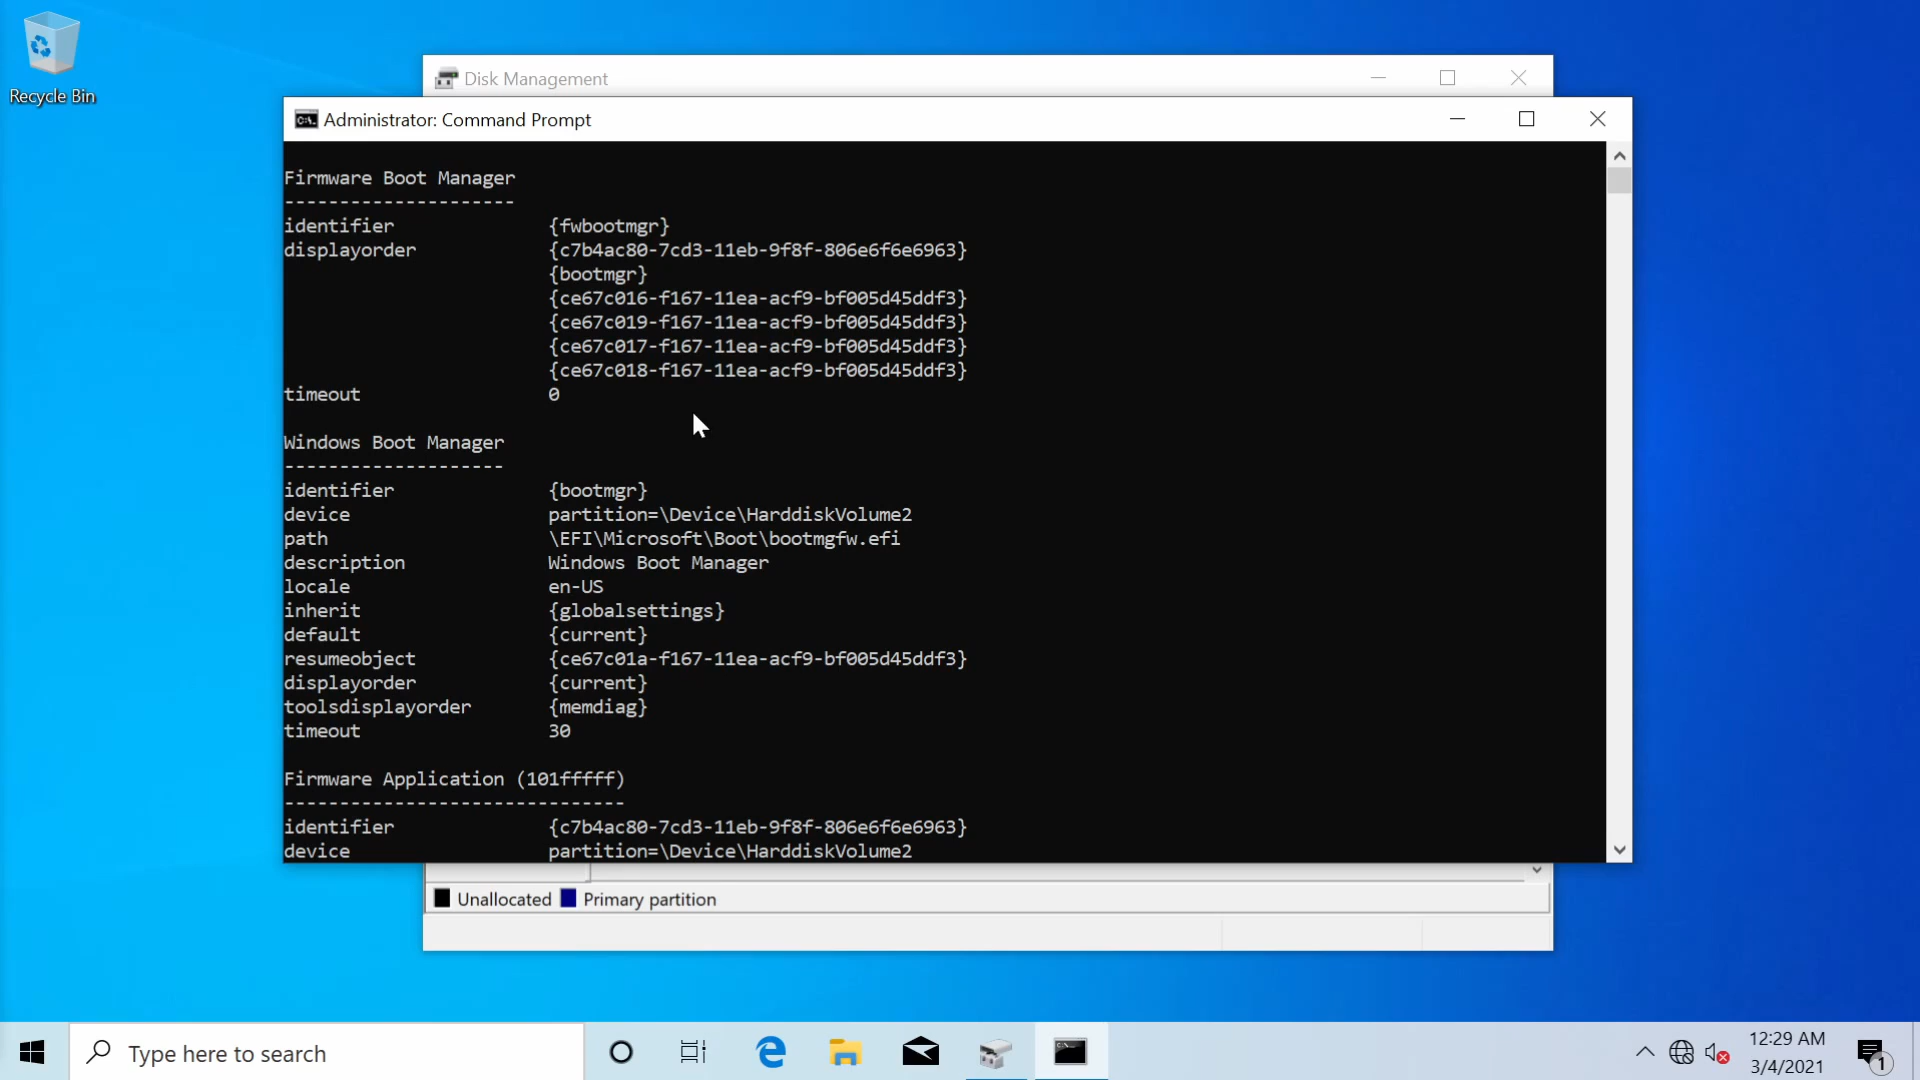 Recycle Bin
Disk Management
Administrator: Command Prompt
Firmware Boot Manager
---------------------
identifier              {fwbootmgr}
displayorder            {c7b4ac80-7cd3-11eb-9f8f-806e6f6e6963}
                        {bootmgr}
                        {ce67c016-f167-11ea-acf9-bf005d45ddf3}
                        {ce67c019-f167-11ea-acf9-bf005d45ddf3}
                        {ce67c017-f167-11ea-acf9-bf005d45ddf3}
                        {ce67c018-f167-11ea-acf9-bf005d45ddf3}
timeout                 0
Windows Boot Manager
--------------------
identifier              {bootmgr}
device                  partition=\Device\HarddiskVolume2
path                    \EFI\Microsoft\Boot\bootmgfw.efi
description             Windows Boot Manager
locale                  en-US
inherit                 {globalsettings}
default                 {current}
resumeobject            {ce67c01a-f167-11ea-acf9-bf005d45ddf3}
displayorder            {current}
toolsdisplayorder       {memdiag}
timeout                 30
Firmware Application (101fffff)
-------------------------------
identifier              {c7b4ac80-7cd3-11eb-9f8f-806e6f6e6963}
device                  partition=\Device\HarddiskVolume2
Unallocated Primary partition
Type here to search
12:29 AM
3/4/2021
1